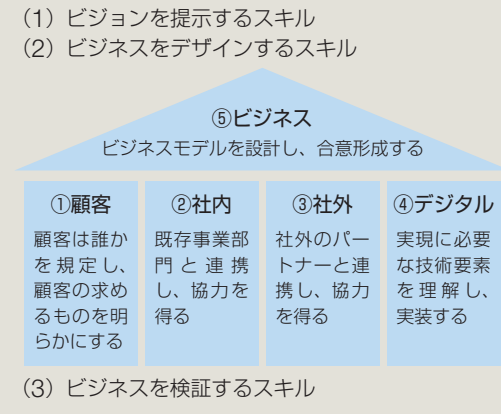 (1) ビジョンを提示するスキル
(2) ビジネスをデザインするスキル
⑤ビジネス
ビジネスモデルを設計し、合意形成する
①顧客
顧客は誰か
を規定し、
顧客の求め
るものを明
らかにする
②社内
既存事業部
門と連携
し、協力を
得る
③社外
社外のパー
トナーと連
携し、協力
を得る
④デジタル
実現に必要
な技術要素
を理解し、
実装する
(3) ビジネスを検証するスキル